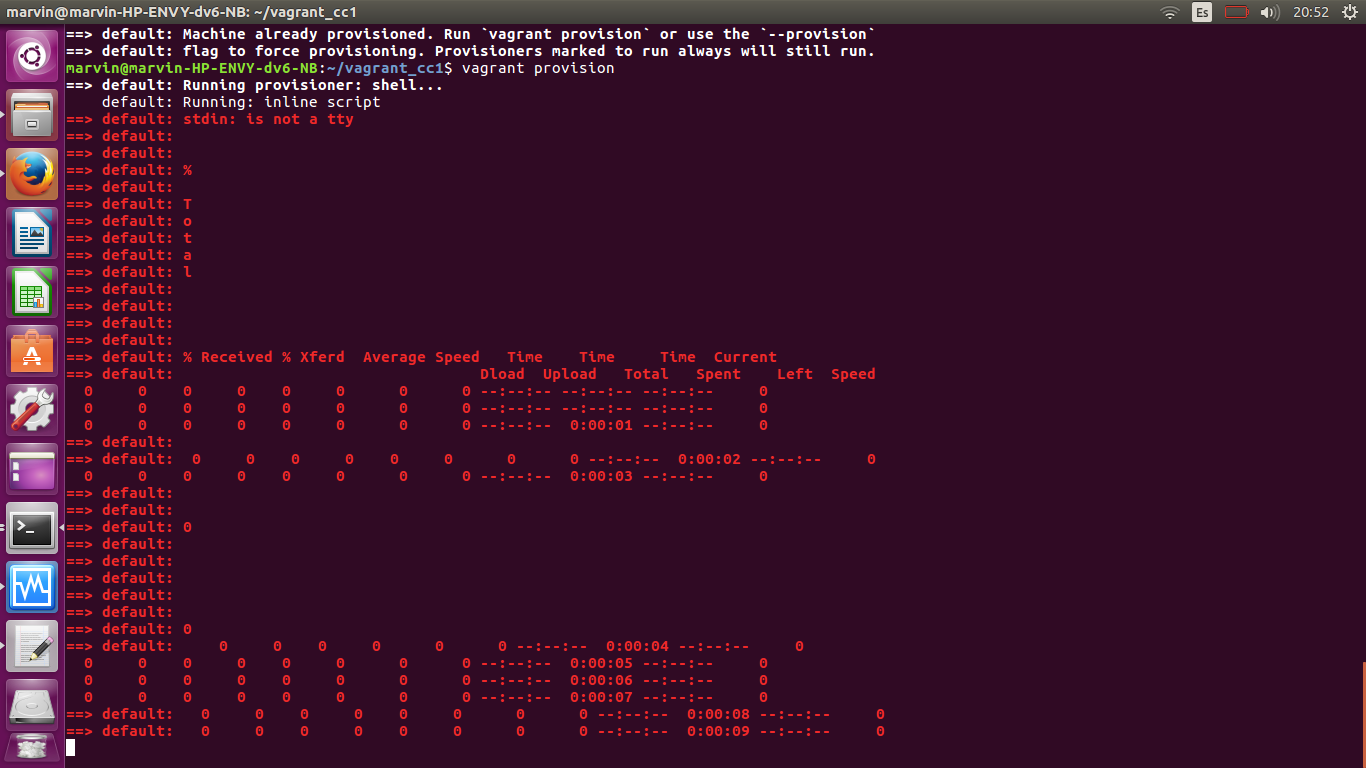 marvin@marvin-HP-ENVY-dv6-NB: ~/vagrant_cc1 Es 20:52
==> default: Machine already provisioned. Run `vagrant provision` or use the `--provision`
==> default: flag to force provisioning. Provisioners marked to run always will still run.
marvin@marvin-HP-ENVY-dv6-NB:~/vagrant_cc1$ vagrant provision
==> default: Running provisioner: shell...
    default: Running: inline script
==> default: stdin: is not a tty
==> default:
==> default:
==> default: %
==> default:
==> default: T
==> default: o
==> default: t
==> default: a
==> default: l
==> default:
==> default:
==> default:
==> default:
==> default: % Received % Xferd  Average Speed   Time    Time     Time  Current
==> default:                                  Dload  Upload   Total   Spent    Left  Speed
  0     0    0     0    0     0      0      0 --:--:-- --:--:-- --:--:--     0
  0     0    0     0    0     0      0      0 --:--:-- --:--:-- --:--:--     0
  0     0    0     0    0     0      0      0 --:--:--  0:00:01 --:--:--     0
==> default:
==> default:  0     0    0     0    0     0      0      0 --:--:--  0:00:02 --:--:--     0
  0     0    0     0    0     0      0      0 --:--:--  0:00:03 --:--:--     0
==> default:
==> default:
==> default: 0
==> default:
==> default:
==> default:
==> default:
==> default:
==> default: 0
==> default:     0     0    0     0      0      0 --:--:--  0:00:04 --:--:--     0
  0     0    0     0    0     0      0      0 --:--:--  0:00:05 --:--:--     0
  0     0    0     0    0     0      0      0 --:--:--  0:00:06 --:--:--     0
  0     0    0     0    0     0      0      0 --:--:--  0:00:07 --:--:--     0
==> default:   0     0    0     0    0     0      0      0 --:--:--  0:00:08 --:--:--     0
==> default:   0     0    0     0    0     0      0      0 --:--:--  0:00:09 --:--:--     0